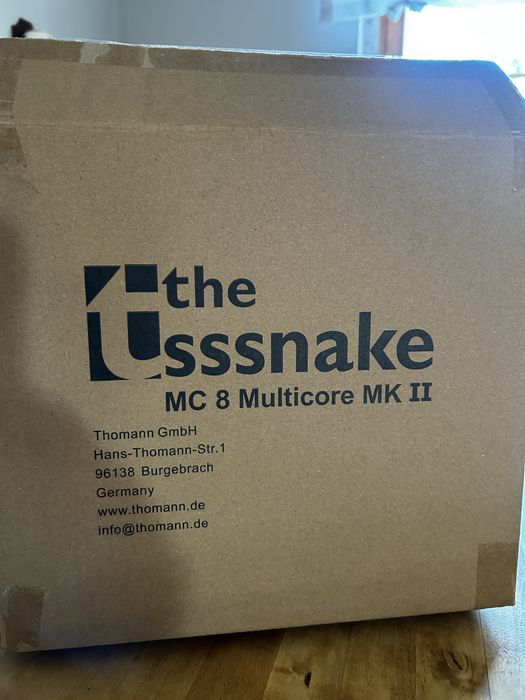 the
t sssnake
MC 8 Multicore MK II
Thomann GmbH
Hans-Thomann-Str.1
96138 Burgebrach
Germany
www.thomann.de
info@thomann.de